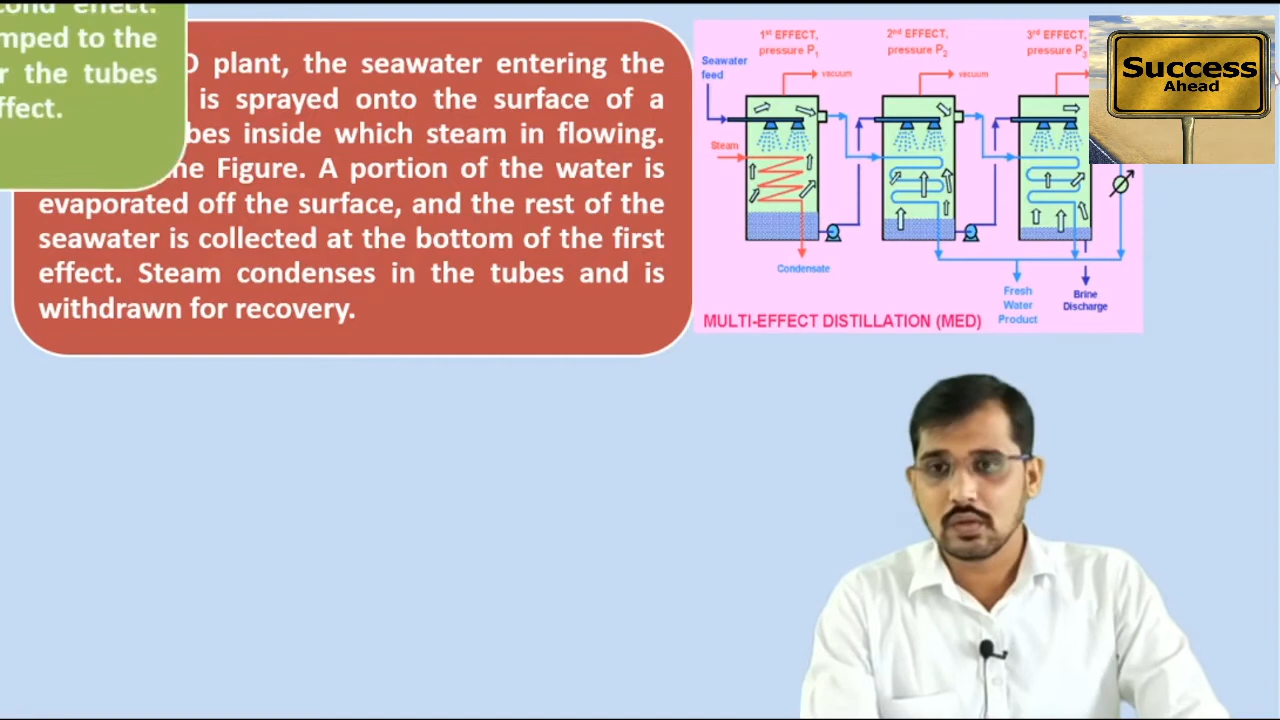 cond effect.
mped to the
r the tubes
ffect.
D plant, the seawater entering the
is sprayed onto the surface of a
bes inside which steam in flowing.
he Figure. A portion of the water is
evaporated off the surface, and the rest of the
seawater is collected at the bottom of the first
effect. Steam condenses in the tubes and is
withdrawn for recovery.
1st EFFECT,
pressure P1
2nd EFFECT,
pressure P2
3rd EFFECT,
pressure P3
Seawater
feed
vacuum
vacuum
Steam
Condensate
Fresh
Water
Product
Brine
Discharge
MULTI-EFFECT DISTILLATION (MED)
Success
Ahead